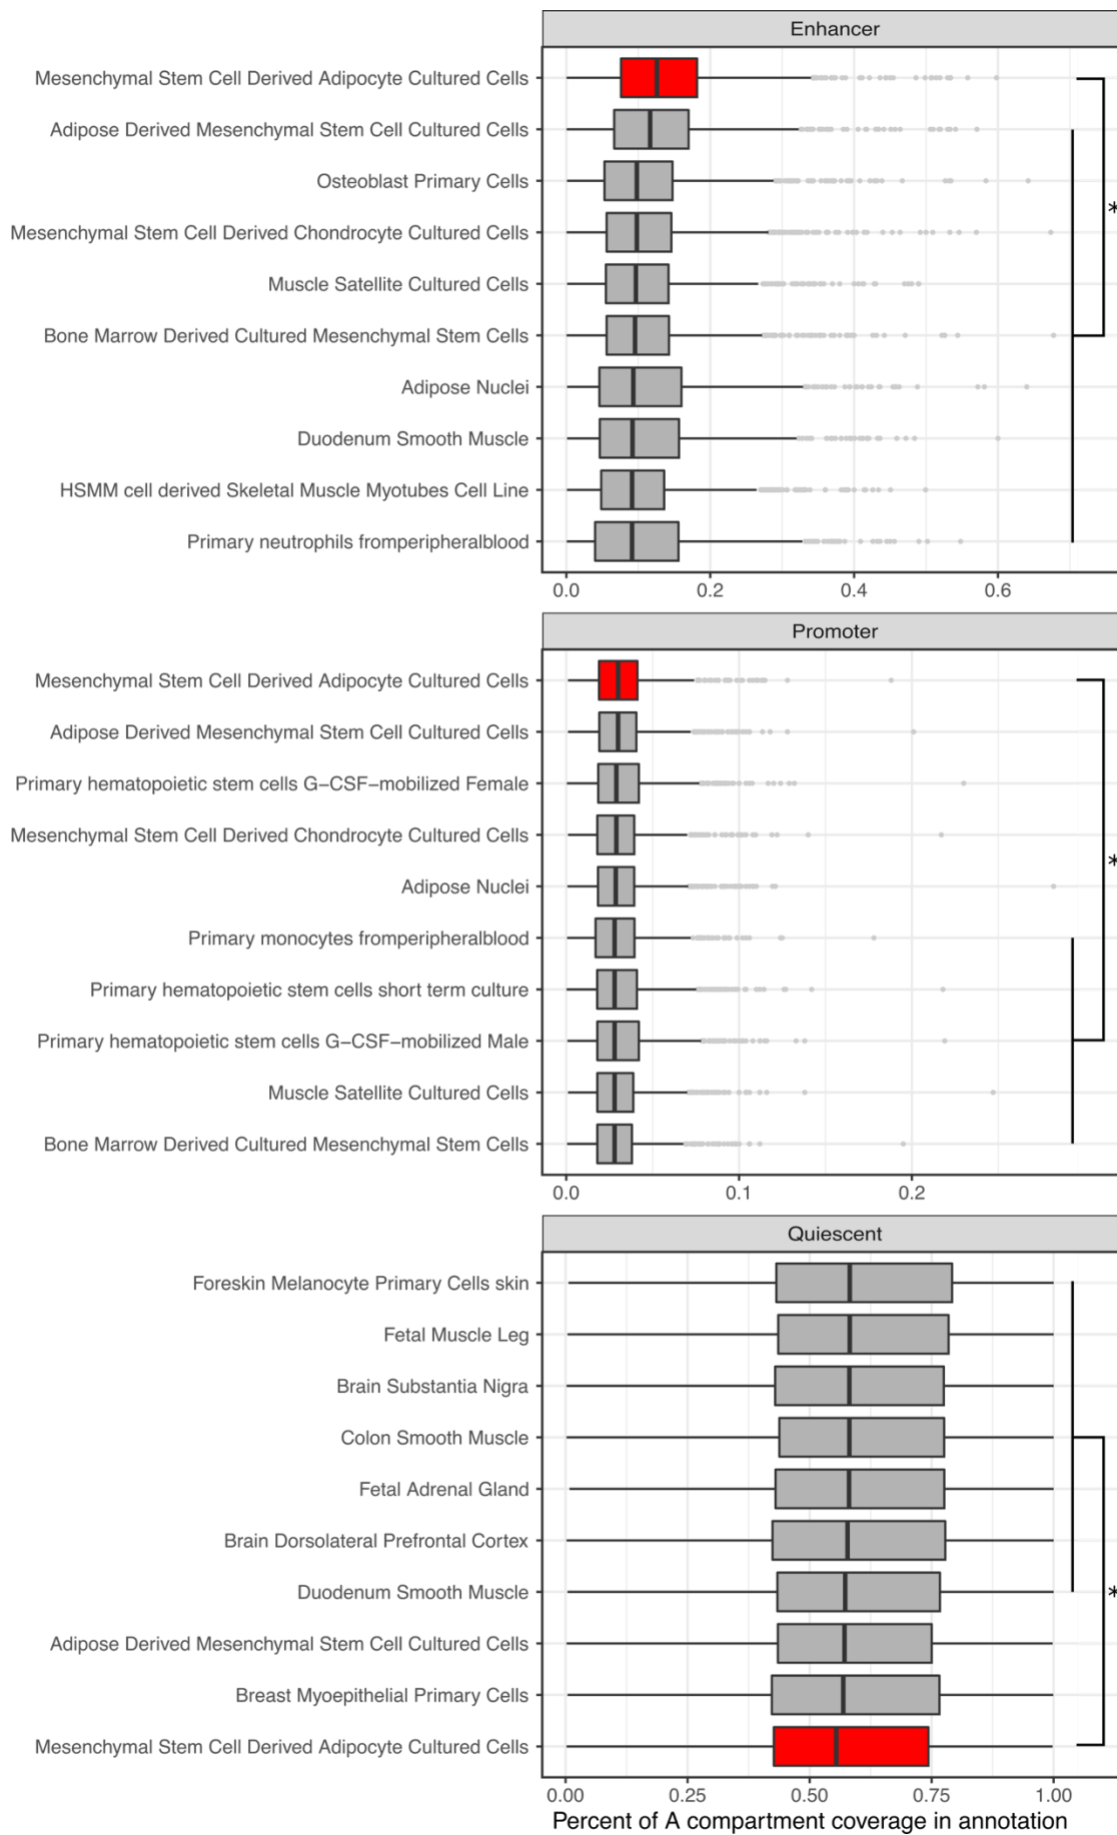 Enhancer
Mesenchymal Stem Cell Derived Adipocyte Cultured Cells
Adipose Derived Mesenchymal Stem Cell Cultured Cells
Osteoblast Primary Cells
Mesenchymal Stem Cell Derived Chondrocyte Cultured Cells
*
Muscle Satellite Cultured Cells
Bone Marrow Derived Cultured Mesenchymal Stem Cells
Adipose Nuclei
Duodenum Smooth Muscle
HSMM cell derived Skeletal Muscle Myotubes Cell Line
Primary neutrophils fromperipheralblood
0.0 0.2 0.4 0.6
Promoter
Mesenchymal Stem Cell Derived Adipocyte Cultured Cells
Adipose Derived Mesenchymal Stem Cell Cultured Cells
Primary hematopoietic stem cells G−CSF−mobilized Female
Mesenchymal Stem Cell Derived Chondrocyte Cultured Cells
*
Adipose Nuclei
Primary monocytes fromperipheralblood
Primary hematopoietic stem cells short term culture
Primary hematopoietic stem cells G−CSF−mobilized Male
Muscle Satellite Cultured Cells
Bone Marrow Derived Cultured Mesenchymal Stem Cells
0.0 0.1 0.2
Quiescent
Foreskin Melanocyte Primary Cells skin
Fetal Muscle Leg
Brain Substantia Nigra
Colon Smooth Muscle
Fetal Adrenal Gland
Brain Dorsolateral Prefrontal Cortex
Duodenum Smooth Muscle
*
Adipose Derived Mesenchymal Stem Cell Cultured Cells
Breast Myoepithelial Primary Cells
Mesenchymal Stem Cell Derived Adipocyte Cultured Cells
0.00 0.25 0.50 0.75 1.00
Percent of A compartment coverage in annotation